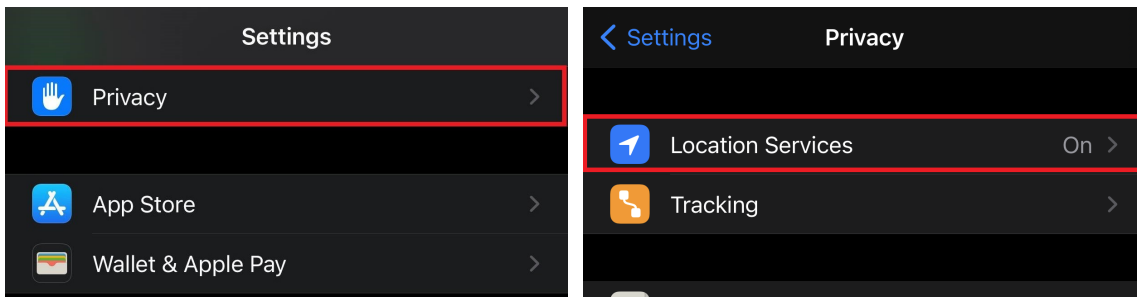 Settings
Privacy
App Store
Wallet & Apple Pay
Settings
Privacy
Location Services
On
Tracking